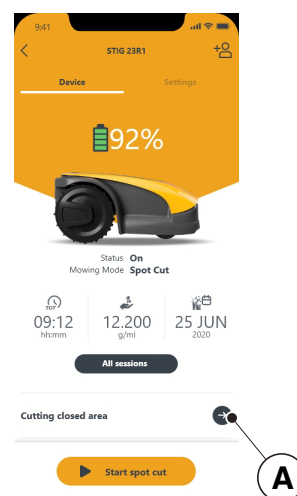 9:41
STIG 23R1
Device Settings
92%
Status On
Mowing Mode Spot Cut
TOT
09:12 12.200 25 JUN
hh:mm g/ml 2020
All sessions
Cutting closed area
Start spot cut
A